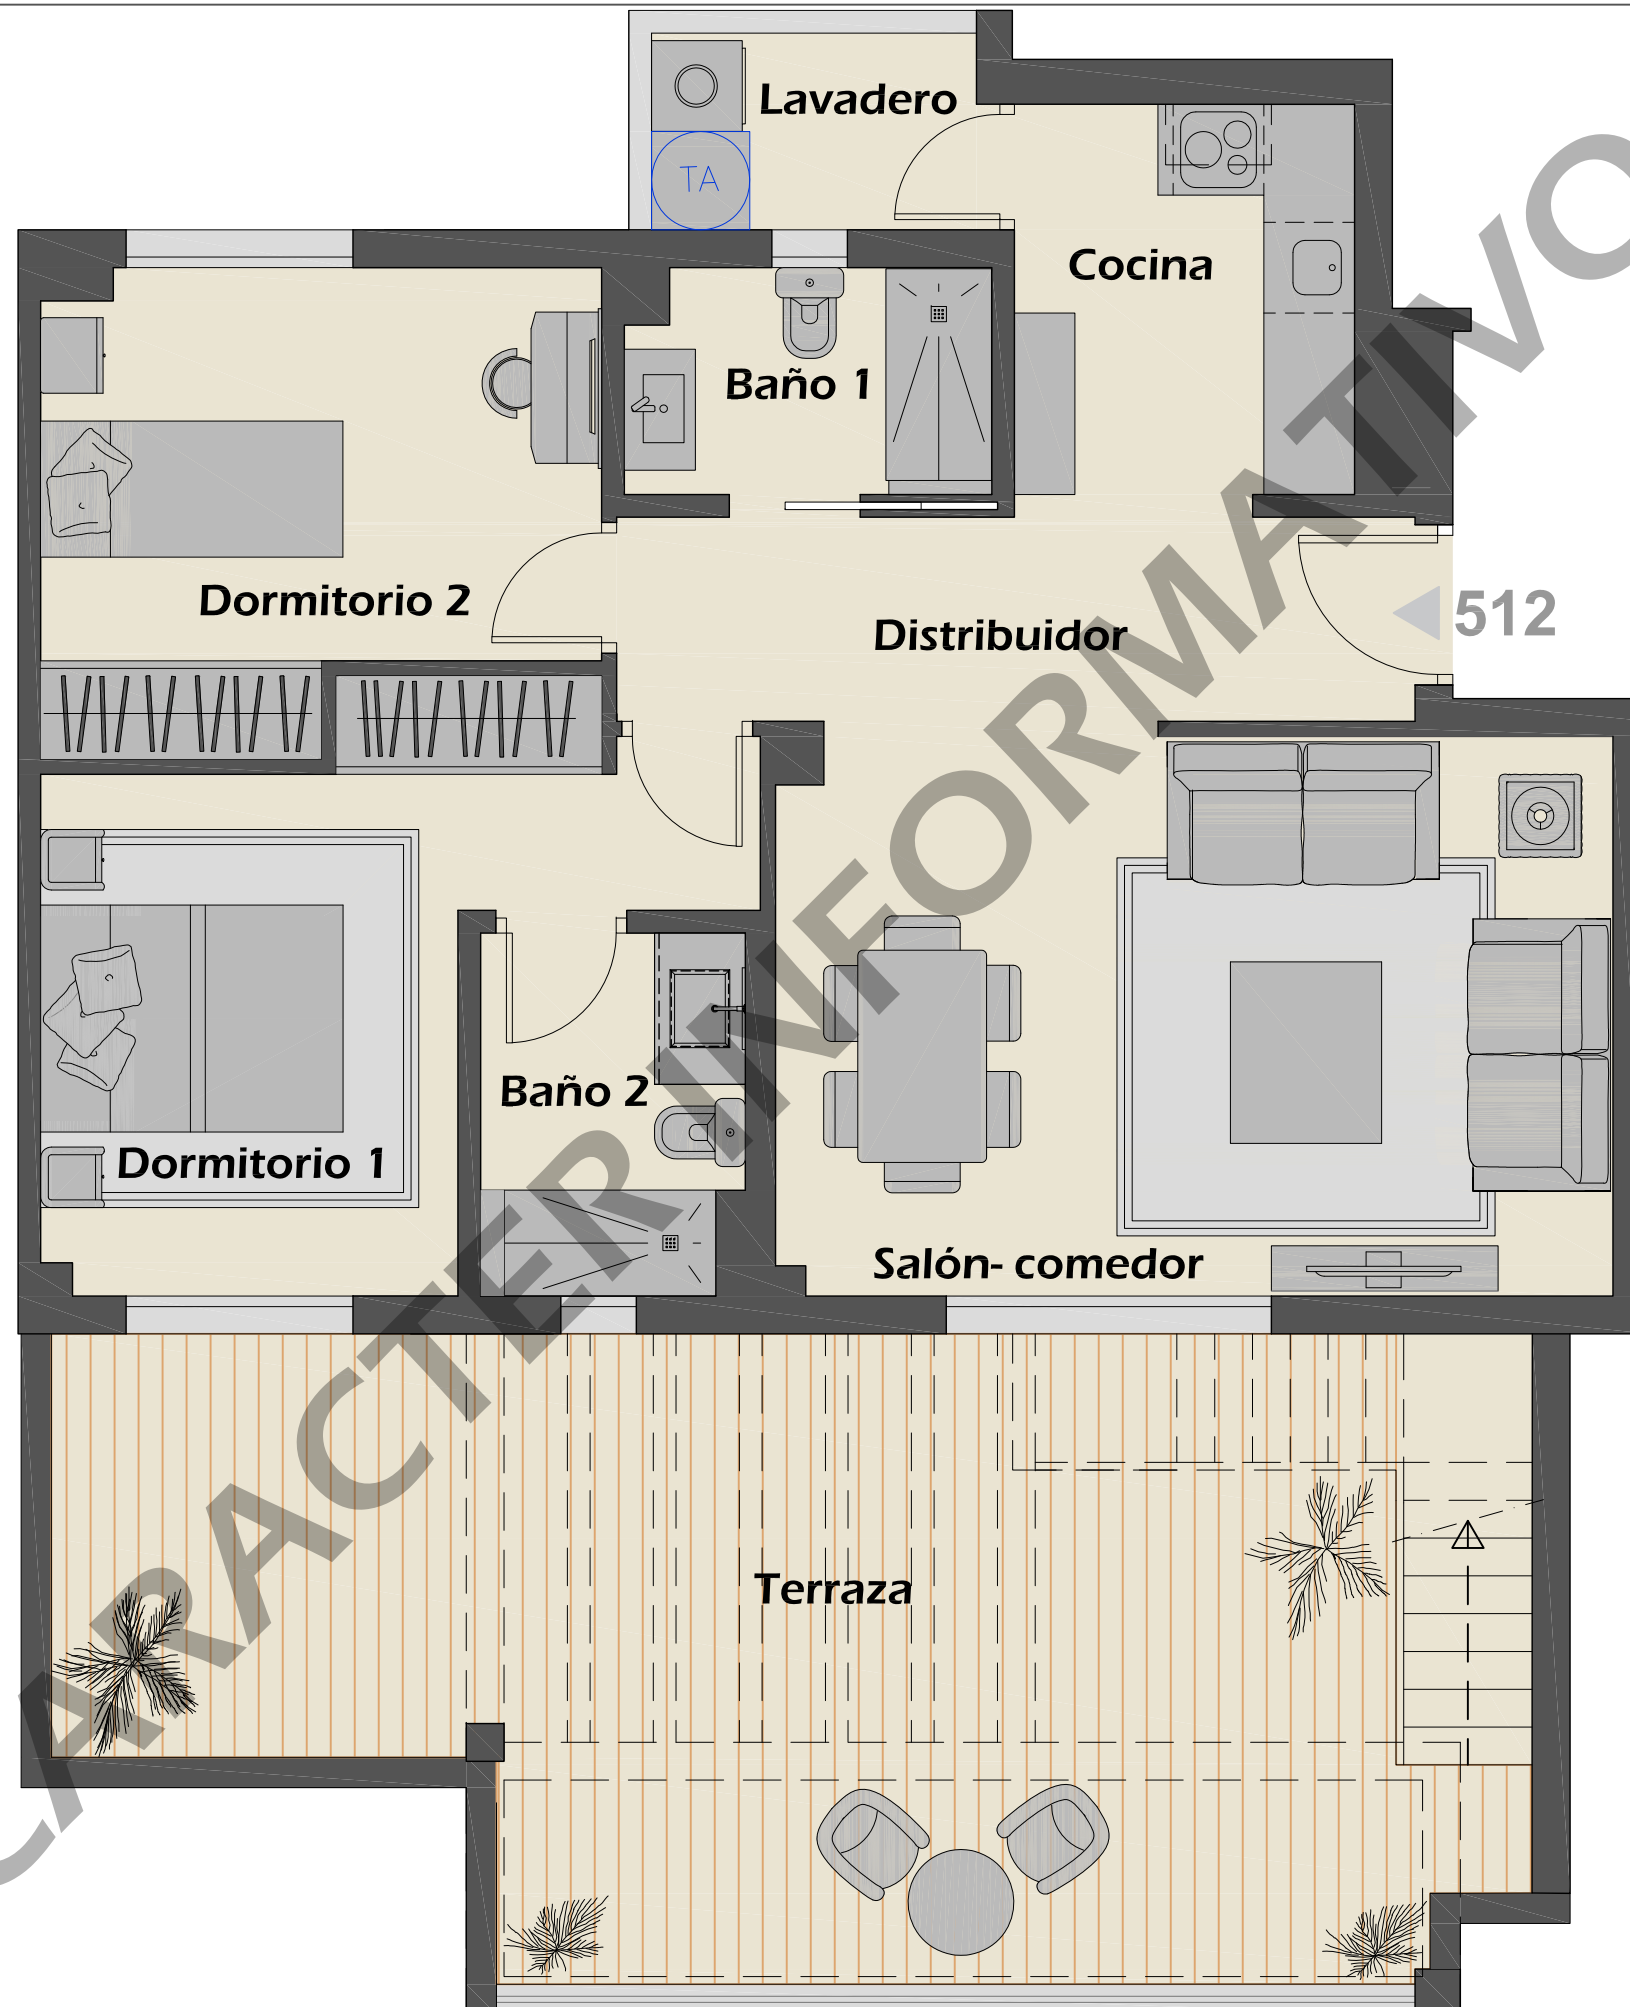 Lavadero
TA
Cocina
Baño 1
Dormitorio 2
Distribuidor
512
Baño 2
Dormitorio 1
Salón- comedor
Terraza
CARACTER INFORMATIVO